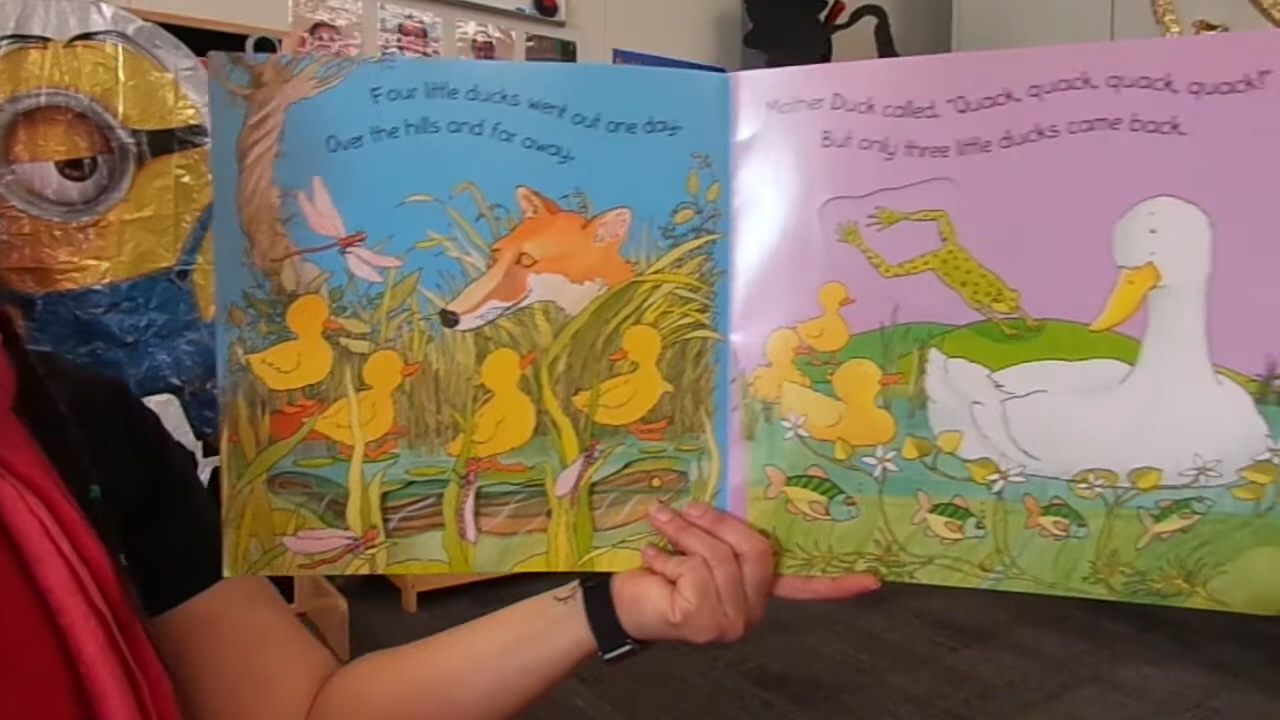 Four little ducks went out one day
Over the hills and far away.
Mother Duck called, "Quack, quack, quack, quack!"
But only three little ducks came back.